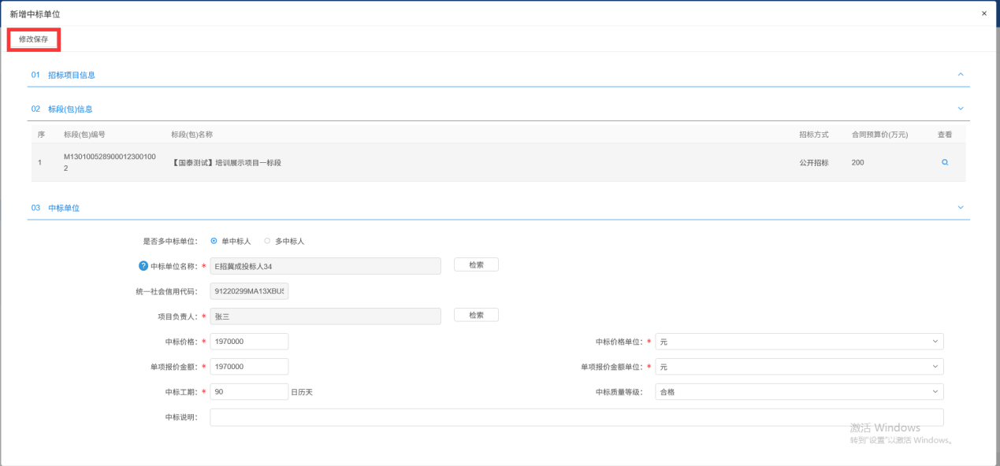 新增中标单位 ×
修改保存
01 招标项目信息
02 标段(包)信息
序 标段(包)编号 标段(包)名称 招标方式 合同预算价(万元) 查看
1 M130100528900012300100 【国泰测试】培训展示项目一标段 公开招标 200
2
03 中标单位
是否多中标单位: 单中标人 多中标人
? 中标单位名称: * E招冀成投标人34 检索
统一社会信用代码: 91220299MA13XBU5
项目负责人: * 张三 检索
中标价格: * 1970000 中标价格单位: * 元
单项报价金额: * 1970000 单项报价金额单位: * 元
中标工期: * 90 日历天 中标质量等级: 合格
中标说明:
激活 Windows
转到"设置"以激活 Windows。